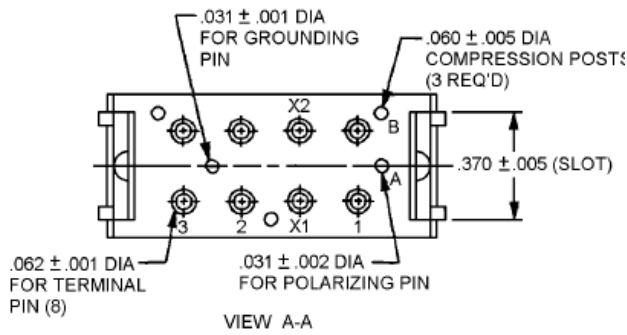 .031 ± .001 DIA
FOR GROUNDING
PIN
.060 ± .005 DIA
COMPRESSION POSTS
(3 REQ'D)
X2
B
.370 ± .005 (SLOT)
A
3 2 X1 1
.062 ± .001 DIA
FOR TERMINAL
PIN (8)
.031 ± .002 DIA
FOR POLARIZING PIN
VIEW A-A